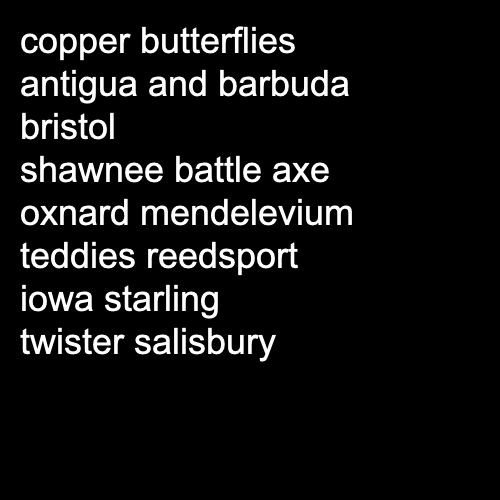 copper butterflies
antigua and barbuda
bristol
shawnee battle axe
oxnard mendelevium
teddies reedsport
iowa starling
twister salisbury